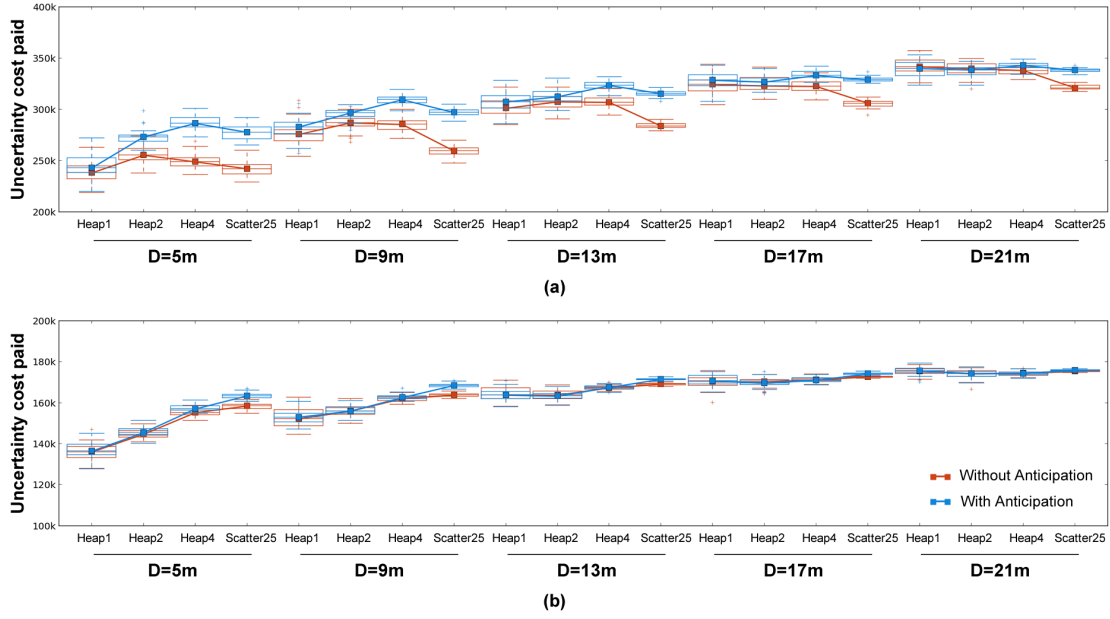 400k
350k
300k
250k
200k
Uncertainty cost paid
Heap1 Heap2 Heap4 Scatter25 Heap1 Heap2 Heap4 Scatter25 Heap1 Heap2 Heap4 Scatter25 Heap1 Heap2 Heap4 Scatter25 Heap1 Heap2 Heap4 Scatter25
D=5m D=9m D=13m D=17m D=21m
(a)
200k
180k
160k
140k
120k
100k
Uncertainty cost paid
Without Anticipation
With Anticipation
Heap1 Heap2 Heap4 Scatter25 Heap1 Heap2 Heap4 Scatter25 Heap1 Heap2 Heap4 Scatter25 Heap1 Heap2 Heap4 Scatter25 Heap1 Heap2 Heap4 Scatter25
D=5m D=9m D=13m D=17m D=21m
(b)